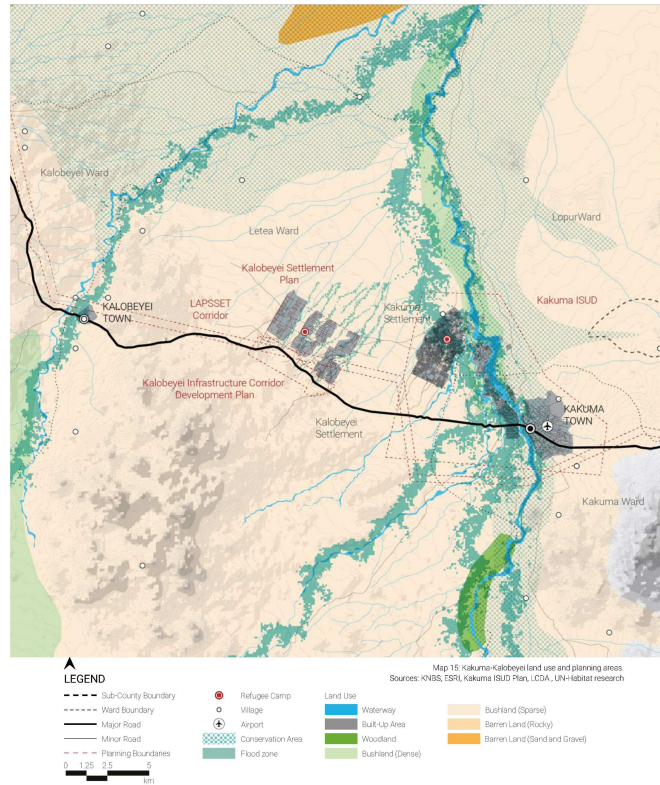 Kalobeyei Ward
Letea Ward
LopurWard
Kalobeyei Settlement
Plan
Kakuma ISUD
LAPSSET
Corridor
KALOBEYEI
TOWN
Kakuma
Settlement
Kalobeyei Infrastructure Corridor
Development Plan
Kalobeyei
Settlement
KAKUMA
TOWN
Kakuma Ward
Map 15: Kakuma-Kalobeyei land use and planning areas.
Sources: KNBS, ESRI, Kakuma ISUD Plan, LCDA , UN-Habitat research
LEGEND
Sub-County Boundary
Ward Boundary
Major Road
Minor Road
Planning Boundaries
0 1.25 2.5 5
km
Refugee Camp
Village
Airport
Conservation Area
Flood zone
Land Use
Waterway
Built-Up Area
Woodland
Bushland (Dense)
Bushland (Sparse)
Barren Land (Rocky)
Barren Land (Sand and Gravel)